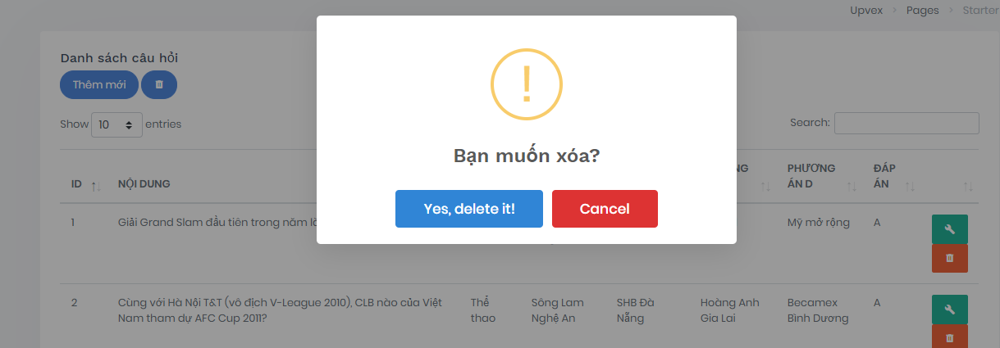 Upvex > Pages > Starter
Danh sách câu hỏi
Thêm mới
Show 10 entries
Search:
!
Bạn muốn xóa?
Yes, delete it!
Cancel
ID NỘI DUNG NG PHƯƠNG ÁN D ĐÁP ÁN
1 Giải Grand Slam đầu tiên trong năm Mỹ mở rộng A
2 Cùng với Hà Nội T&T (vô địch V-League 2010), CLB nào của Việt Thể Sông Lam SHB Đà Hoàng Anh Becamex A
Nam tham dự AFC Cup 2011? thao Nghệ An Nẵng Gia Lai Bình Dương